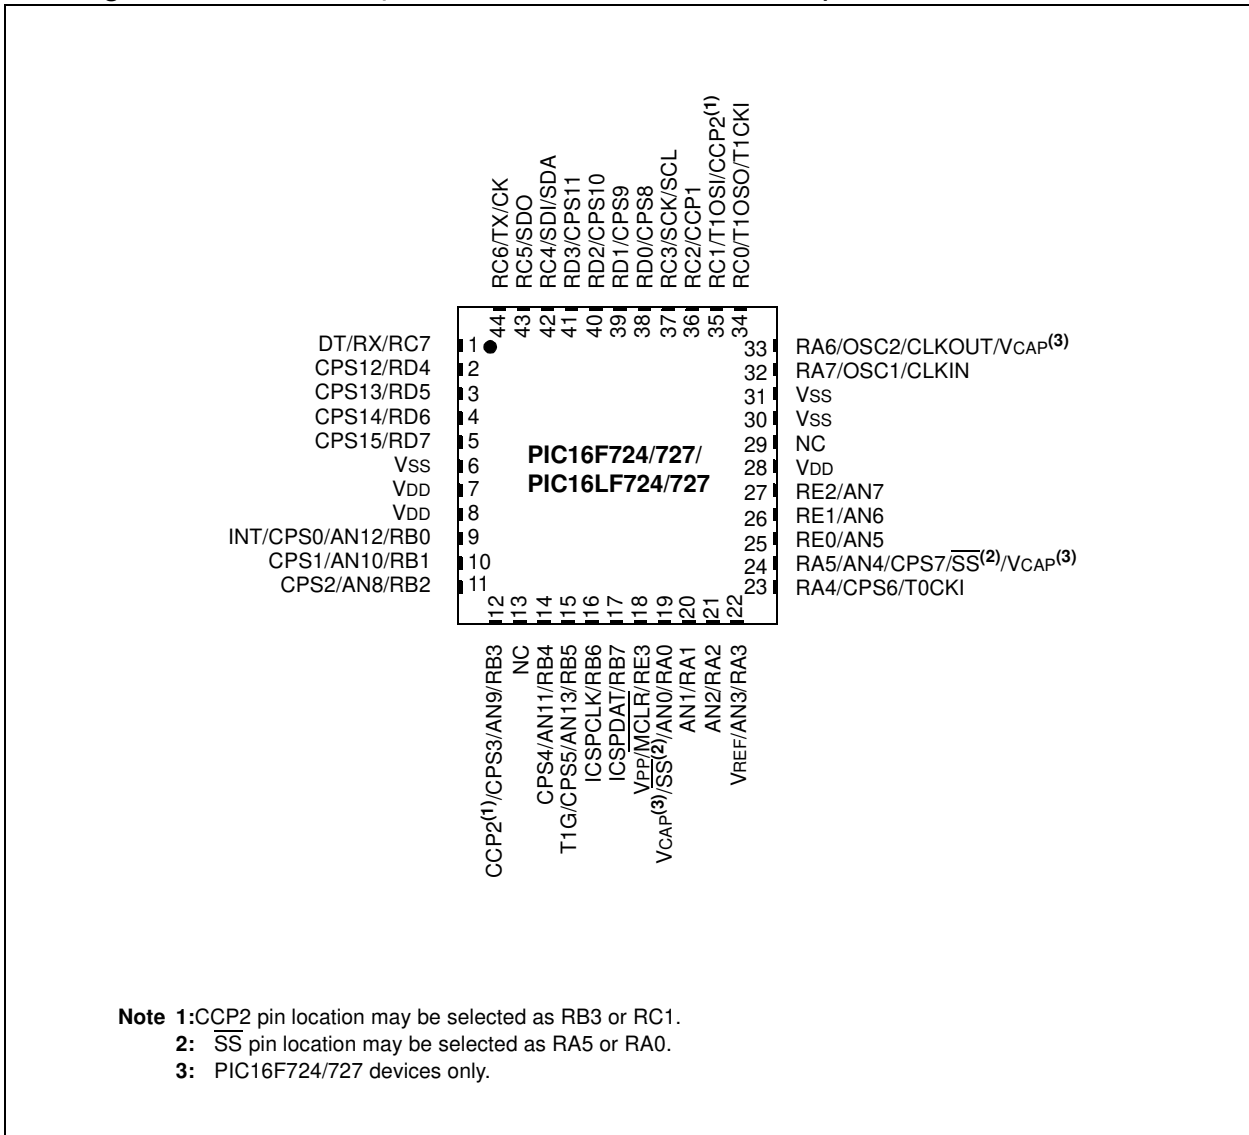 RC6/TX/CK
RC5/SDO
RC4/SDI/SDA
RD3/CPS11
RD2/CPS10
RD1/CPS9
RD0/CPS8
RC3/SCK/SCL
RC2/CCP1
RC1/T1OSI/CCP2(1)
RC0/T1OSO/T1CKI
44
43
42
41
40
39
38
37
36
35
34
DT/RX/RC7 1
CPS12/RD4 2
CPS13/RD5 3
CPS14/RD6 4
CPS15/RD7 5
VSS 6
VDD 7
VDD 8
INT/CPS0/AN12/RB0 9
CPS1/AN10/RB1 10
CPS2/AN8/RB2 11
PIC16F724/727/
PIC16LF724/727
33 RA6/OSC2/CLKOUT/VCAP(3)
32 RA7/OSC1/CLKIN
31 VSS
30 VSS
29 NC
28 VDD
27 RE2/AN7
26 RE1/AN6
25 RE0/AN5
24 RA5/AN4/CPS7/SS(2)/VCAP(3)
23 RA4/CPS6/T0CKI
12
13
14
15
16
17
18
19
20
21
22
CCP2(1)/CPS3/AN9/RB3
NC
CPS4/AN11/RB4
T1G/CPS5/AN13/RB5
ICSPCLK/RB6
ICSPDAT/RB7
VPP/MCLR/RE3
VCAP(3)/SS(2)/AN0/RA0
AN1/RA1
AN2/RA2
VREF/AN3/RA3
Note 1:CCP2 pin location may be selected as RB3 or RC1.
2: SS pin location may be selected as RA5 or RA0.
3: PIC16F724/727 devices only.